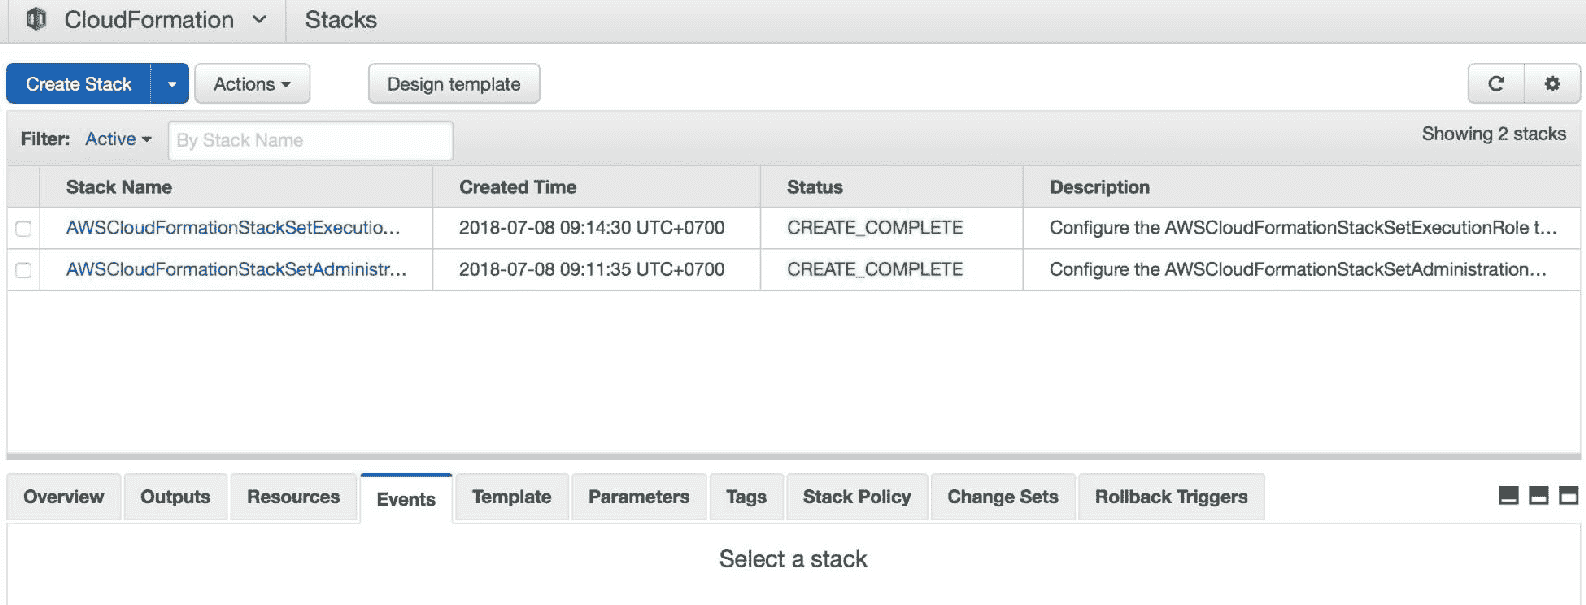 CloudFormation Stacks
Create Stack Actions Design template
Filter: Active By Stack Name Showing 2 stacks
Stack Name Created Time Status Description
AWSCloudFormationStackSetExecutio... 2018-07-08 09:14:30 UTC+0700 CREATE_COMPLETE Configure the AWSCloudFormationStackSetExecutionRole t...
AWSCloudFormationStackSetAdministr... 2018-07-08 09:11:35 UTC+0700 CREATE_COMPLETE Configure the AWSCloudFormationStackSetAdministration...
Overview Outputs Resources Events Template Parameters Tags Stack Policy Change Sets Rollback Triggers
Select a stack